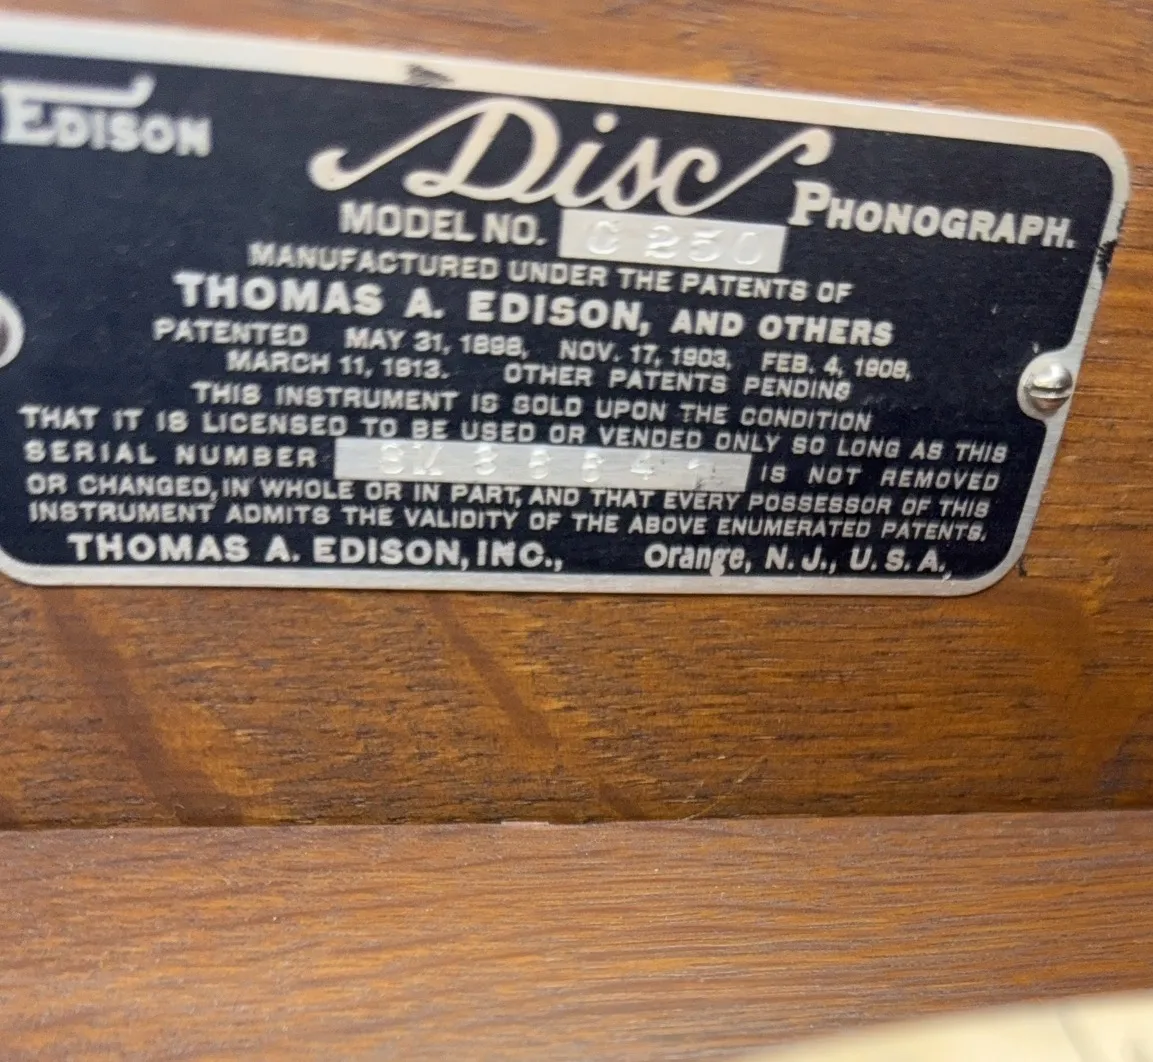 EDISON Disc PHONOGRAPH.
MODEL NO. C 250
MANUFACTURED UNDER THE PATENTS OF
THOMAS A. EDISON, AND OTHERS
PATENTED MAY 31, 1898, NOV. 17, 1903, FEB. 4, 1908,
MARCH 11, 1913. OTHER PATENTS PENDING
THIS INSTRUMENT IS SOLD UPON THE CONDITION
THAT IT IS LICENSED TO BE USED OR VENDED ONLY SO LONG AS THIS
SERIAL NUMBER IS NOT REMOVED
OR CHANGED, IN WHOLE OR IN PART, AND THAT EVERY POSSESSOR OF THIS
INSTRUMENT ADMITS THE VALIDITY OF THE ABOVE ENUMERATED PATENTS.
THOMAS A. EDISON, INC., Orange, N. J., U. S. A.